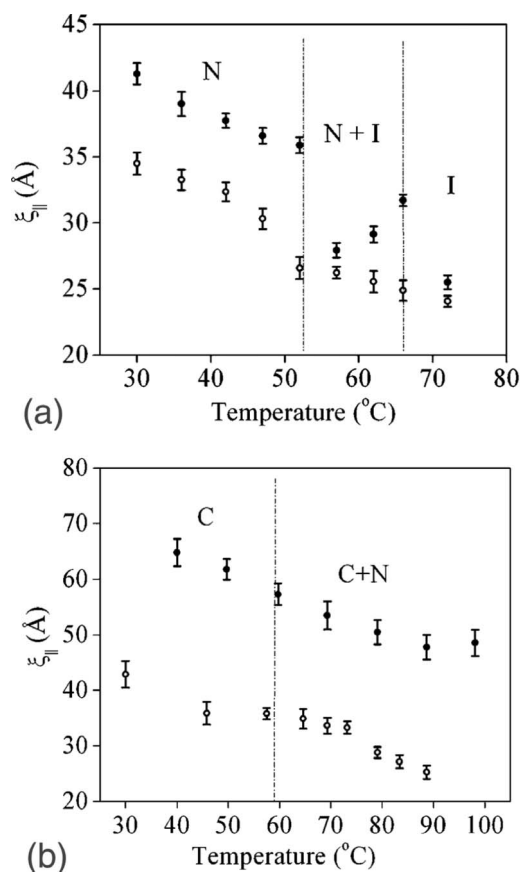 45
40
35
30
25
20
ξ|| (Å)
N
N + I
I
30 40 50 60 70 80
Temperature (°C)
(a)
80
70
60
50
40
30
20
ξ|| (Å)
C
C+N
30 40 50 60 70 80 90 100
Temperature (°C)
(b)